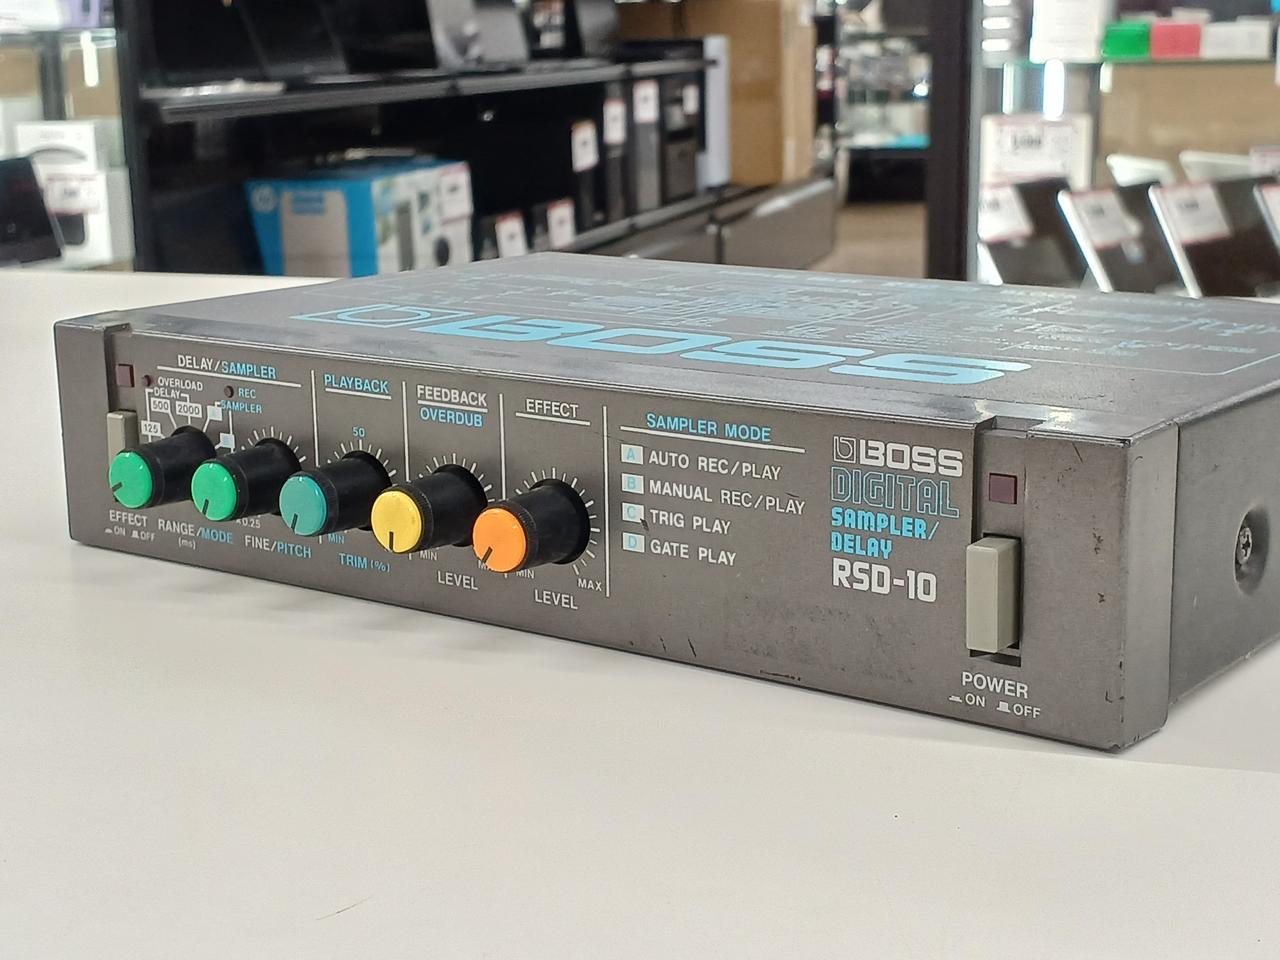 BOSS
DELAY/SAMPLER
OVERLOAD
REC
DELAY
SAMPLER
500
2000
125
EFFECT
ON OFF
RANGE/MODE
(ms)
FINE/PITCH
PLAYBACK
50
MIN
TRIM (%)
FEEDBACK
OVERDUB
MIN
LEVEL
EFFECT
MIN
MAX
LEVEL
SAMPLER MODE
A AUTO REC/PLAY
B MANUAL REC/PLAY
C TRIG PLAY
D GATE PLAY
BOSS
DIGITAL
SAMPLER/
DELAY
RSD-10
POWER
ON OFF
hp